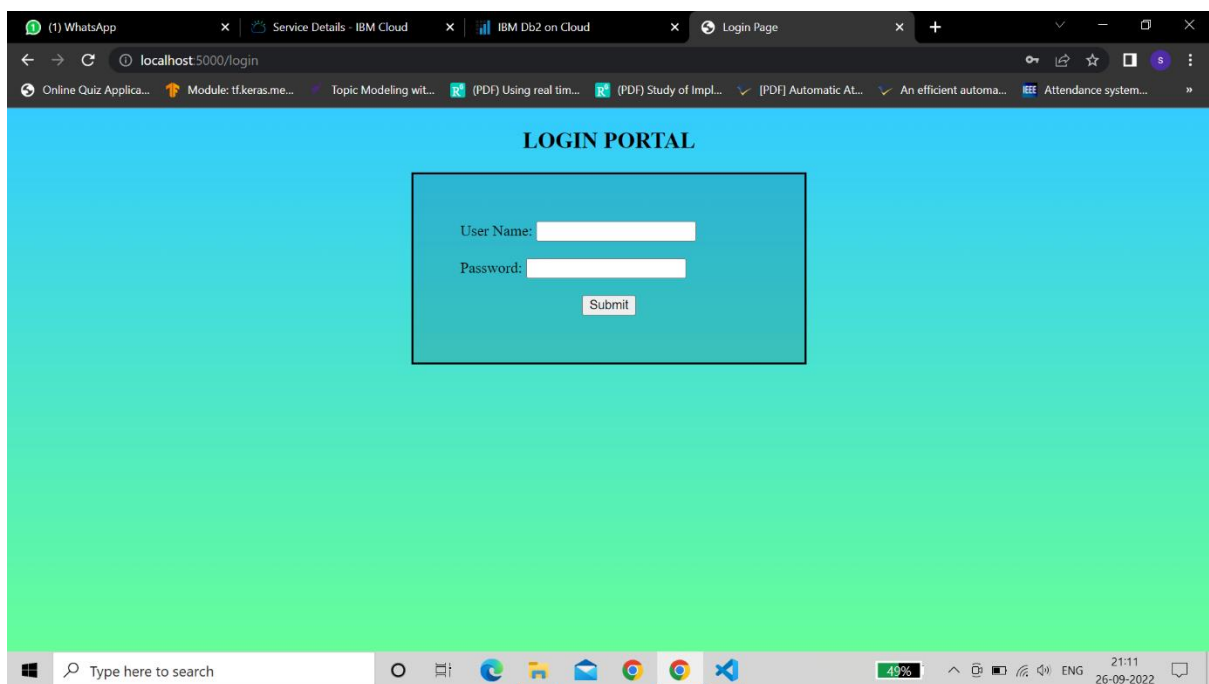 (1) WhatsApp
Service Details - IBM Cloud
IBM Db2 on Cloud
Login Page
localhost:5000/login
S
Online Quiz Applica...
Module: tf.keras.me...
Topic Modeling wit...
(PDF) Using real tim...
(PDF) Study of Impl...
[PDF] Automatic At...
An efficient automa...
IEEE Attendance system...
LOGIN PORTAL
User Name:
Password:
Submit
Type here to search
49%
ENG
21:11
26-09-2022